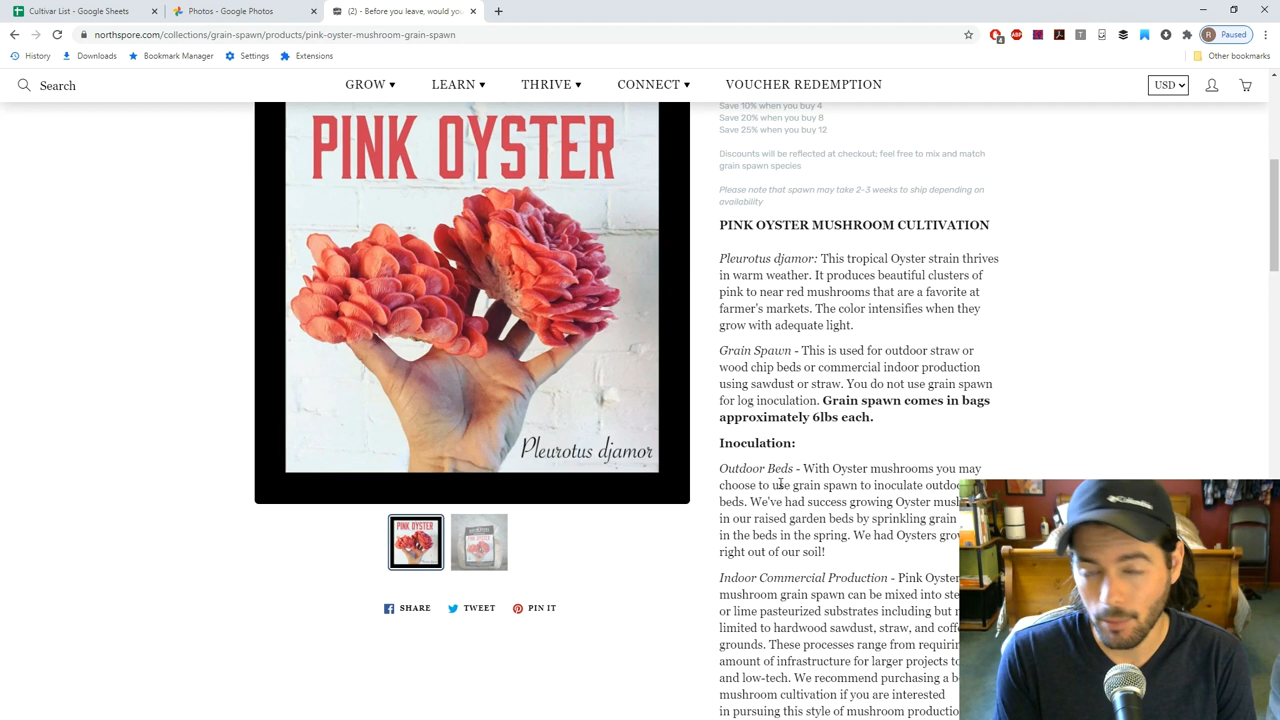 Cultivar List - Google Sheets
Photos - Google Photos
(2) - Before you leave, would you
northspore.com/collections/grain-spawn/products/pink-oyster-mushroom-grain-spawn
4
ABP
R Paused
History
Downloads
Bookmark Manager
Settings
Extensions
Other bookmarks
Search
GROW
LEARN
THRIVE
CONNECT
VOUCHER REDEMPTION
USD
PINK OYSTER
Pleurotus djamor
SHARE
TWEET
PIN IT
Save 10% when you buy 4
Save 20% when you buy 8
Save 25% when you buy 12
Discounts will be reflected at checkout; feel free to mix and match
grain spawn species
Please note that spawn may take 2-3 weeks to ship depending on
availability
PINK OYSTER MUSHROOM CULTIVATION
Pleurotus djamor: This tropical Oyster strain thrives
in warm weather. It produces beautiful clusters of
pink to near red mushrooms that are a favorite at
farmer's markets. The color intensifies when they
grow with adequate light.
Grain Spawn - This is used for outdoor straw or
wood chip beds or commercial indoor production
using sawdust or straw. You do not use grain spawn
for log inoculation. Grain spawn comes in bags
approximately 6lbs each.
Inoculation:
Outdoor Beds - With Oyster mushrooms you may
choose to use grain spawn to inoculate outdoo
beds. We've had success growing Oyster mush
in our raised garden beds by sprinkling grain
in the beds in the spring. We had Oysters grow
right out of our soil!
Indoor Commercial Production - Pink Oyster
mushroom grain spawn can be mixed into ste
or lime pasteurized substrates including but n
limited to hardwood sawdust, straw, and coff
grounds. These processes range from requirin
amount of infrastructure for larger projects to
and low-tech. We recommend purchasing a b
mushroom cultivation if you are interested
in pursuing this style of mushroom productio